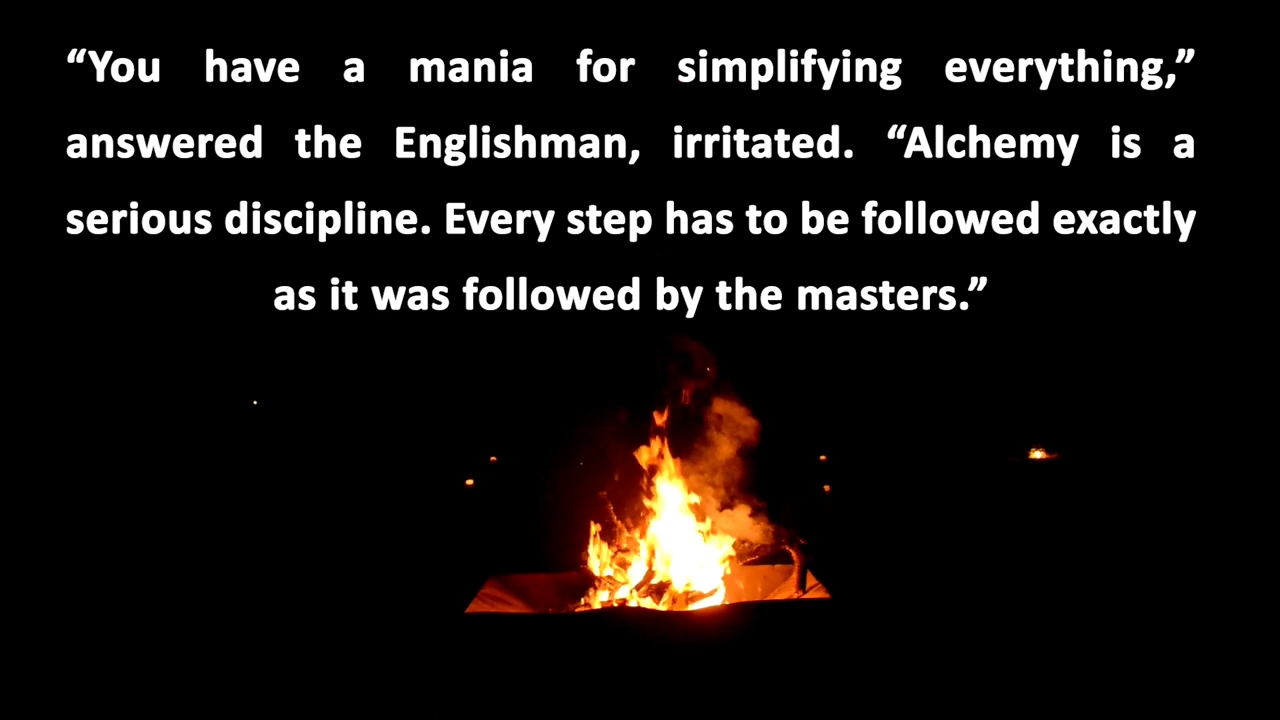 “You have a mania for simplifying everything,”
answered the Englishman, irritated. “Alchemy is a
serious discipline. Every step has to be followed exactly
as it was followed by the masters.”